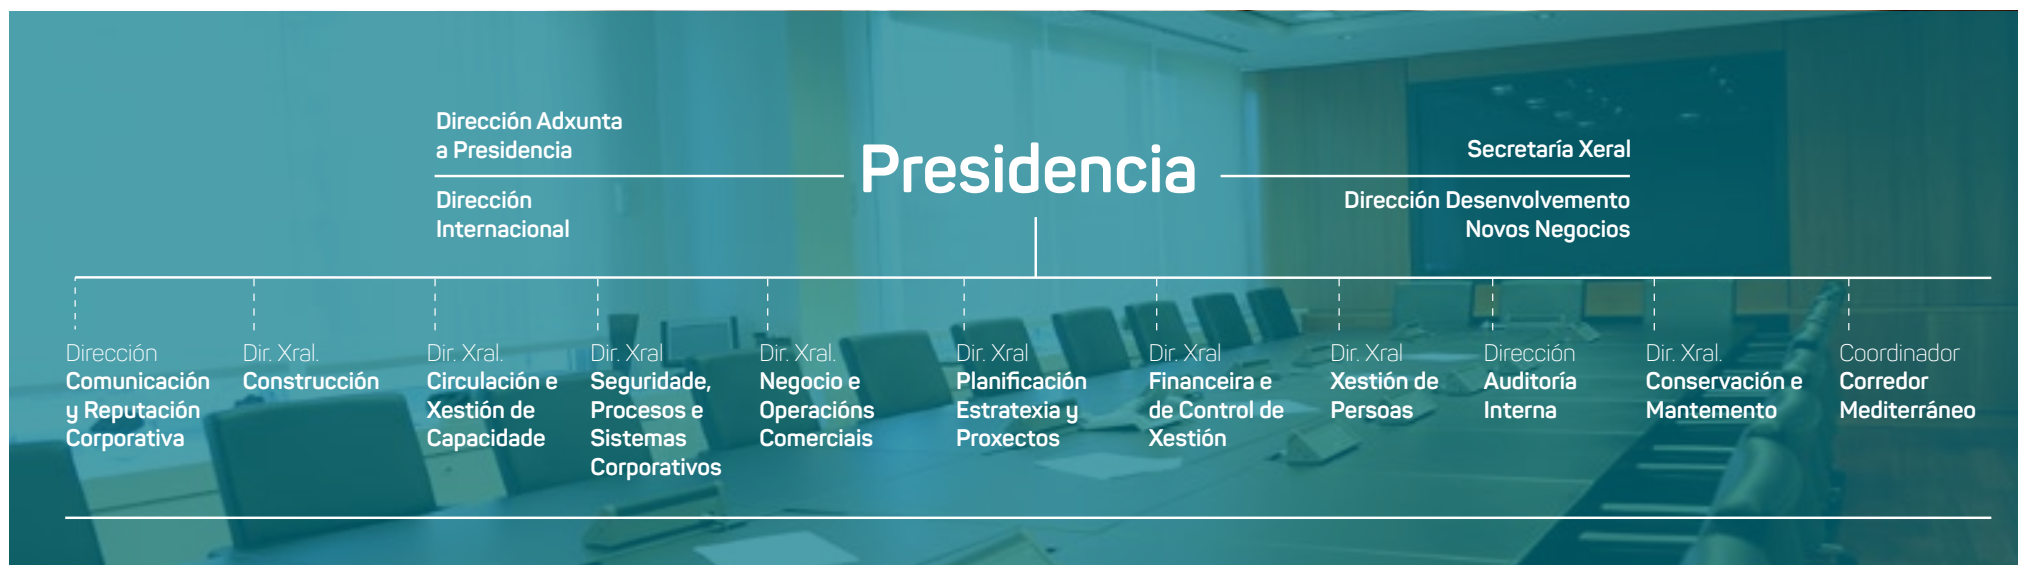 Dirección Adxunta
a Presidencia
Dirección
Internacional
Presidencia
Secretaría Xeral
Dirección Desenvolvemento
Novos Negocios
Dirección
Comunicación
y Reputación
Corporativa
Dir. Xral.
Construcción
Dir. Xral.
Circulación e
Xestión de
Capacidade
Dir. Xral
Seguridade,
Procesos e
Sistemas
Corporativos
Dir. Xral.
Negocio e
Operacións
Comerciais
Dir. Xral
Planificación
Estratexia y
Proxectos
Dir. Xral
Financeira e
de Control de
Xestión
Dir. Xral
Xestión de
Persoas
Dirección
Auditoría
Interna
Dir. Xral.
Conservación e
Mantemento
Coordinador
Corredor
Mediterráneo